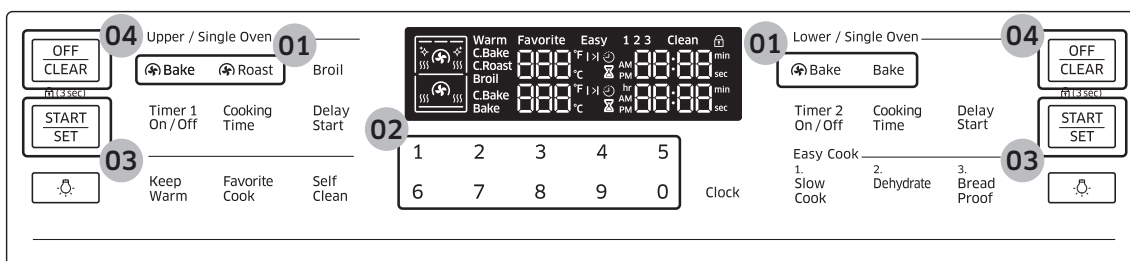 04
OFF
CLEAR
(3 sec)
START
SET
03
Upper / Single Oven
01
Bake Roast Broil
Timer 1
On / Off
Cooking
Time
Delay
Start
Keep
Warm
Favorite
Cook
Self
Clean
Warm Favorite Easy 1 2 3 Clean
C.Bake
C.Roast
Broil
C.Bake
Bake
888 °F °C AM PM 88:88 min sec
888 °F °C hr AM PM 88:88 min sec
02
1 2 3 4 5
6 7 8 9 0
Clock
01
Lower / Single Oven
Bake Bake
Timer 2
On / Off
Cooking
Time
Delay
Start
Easy Cook
1.
Slow
Cook
2.
Dehydrate
3.
Bread
Proof
04
OFF
CLEAR
(3 sec)
START
SET
03